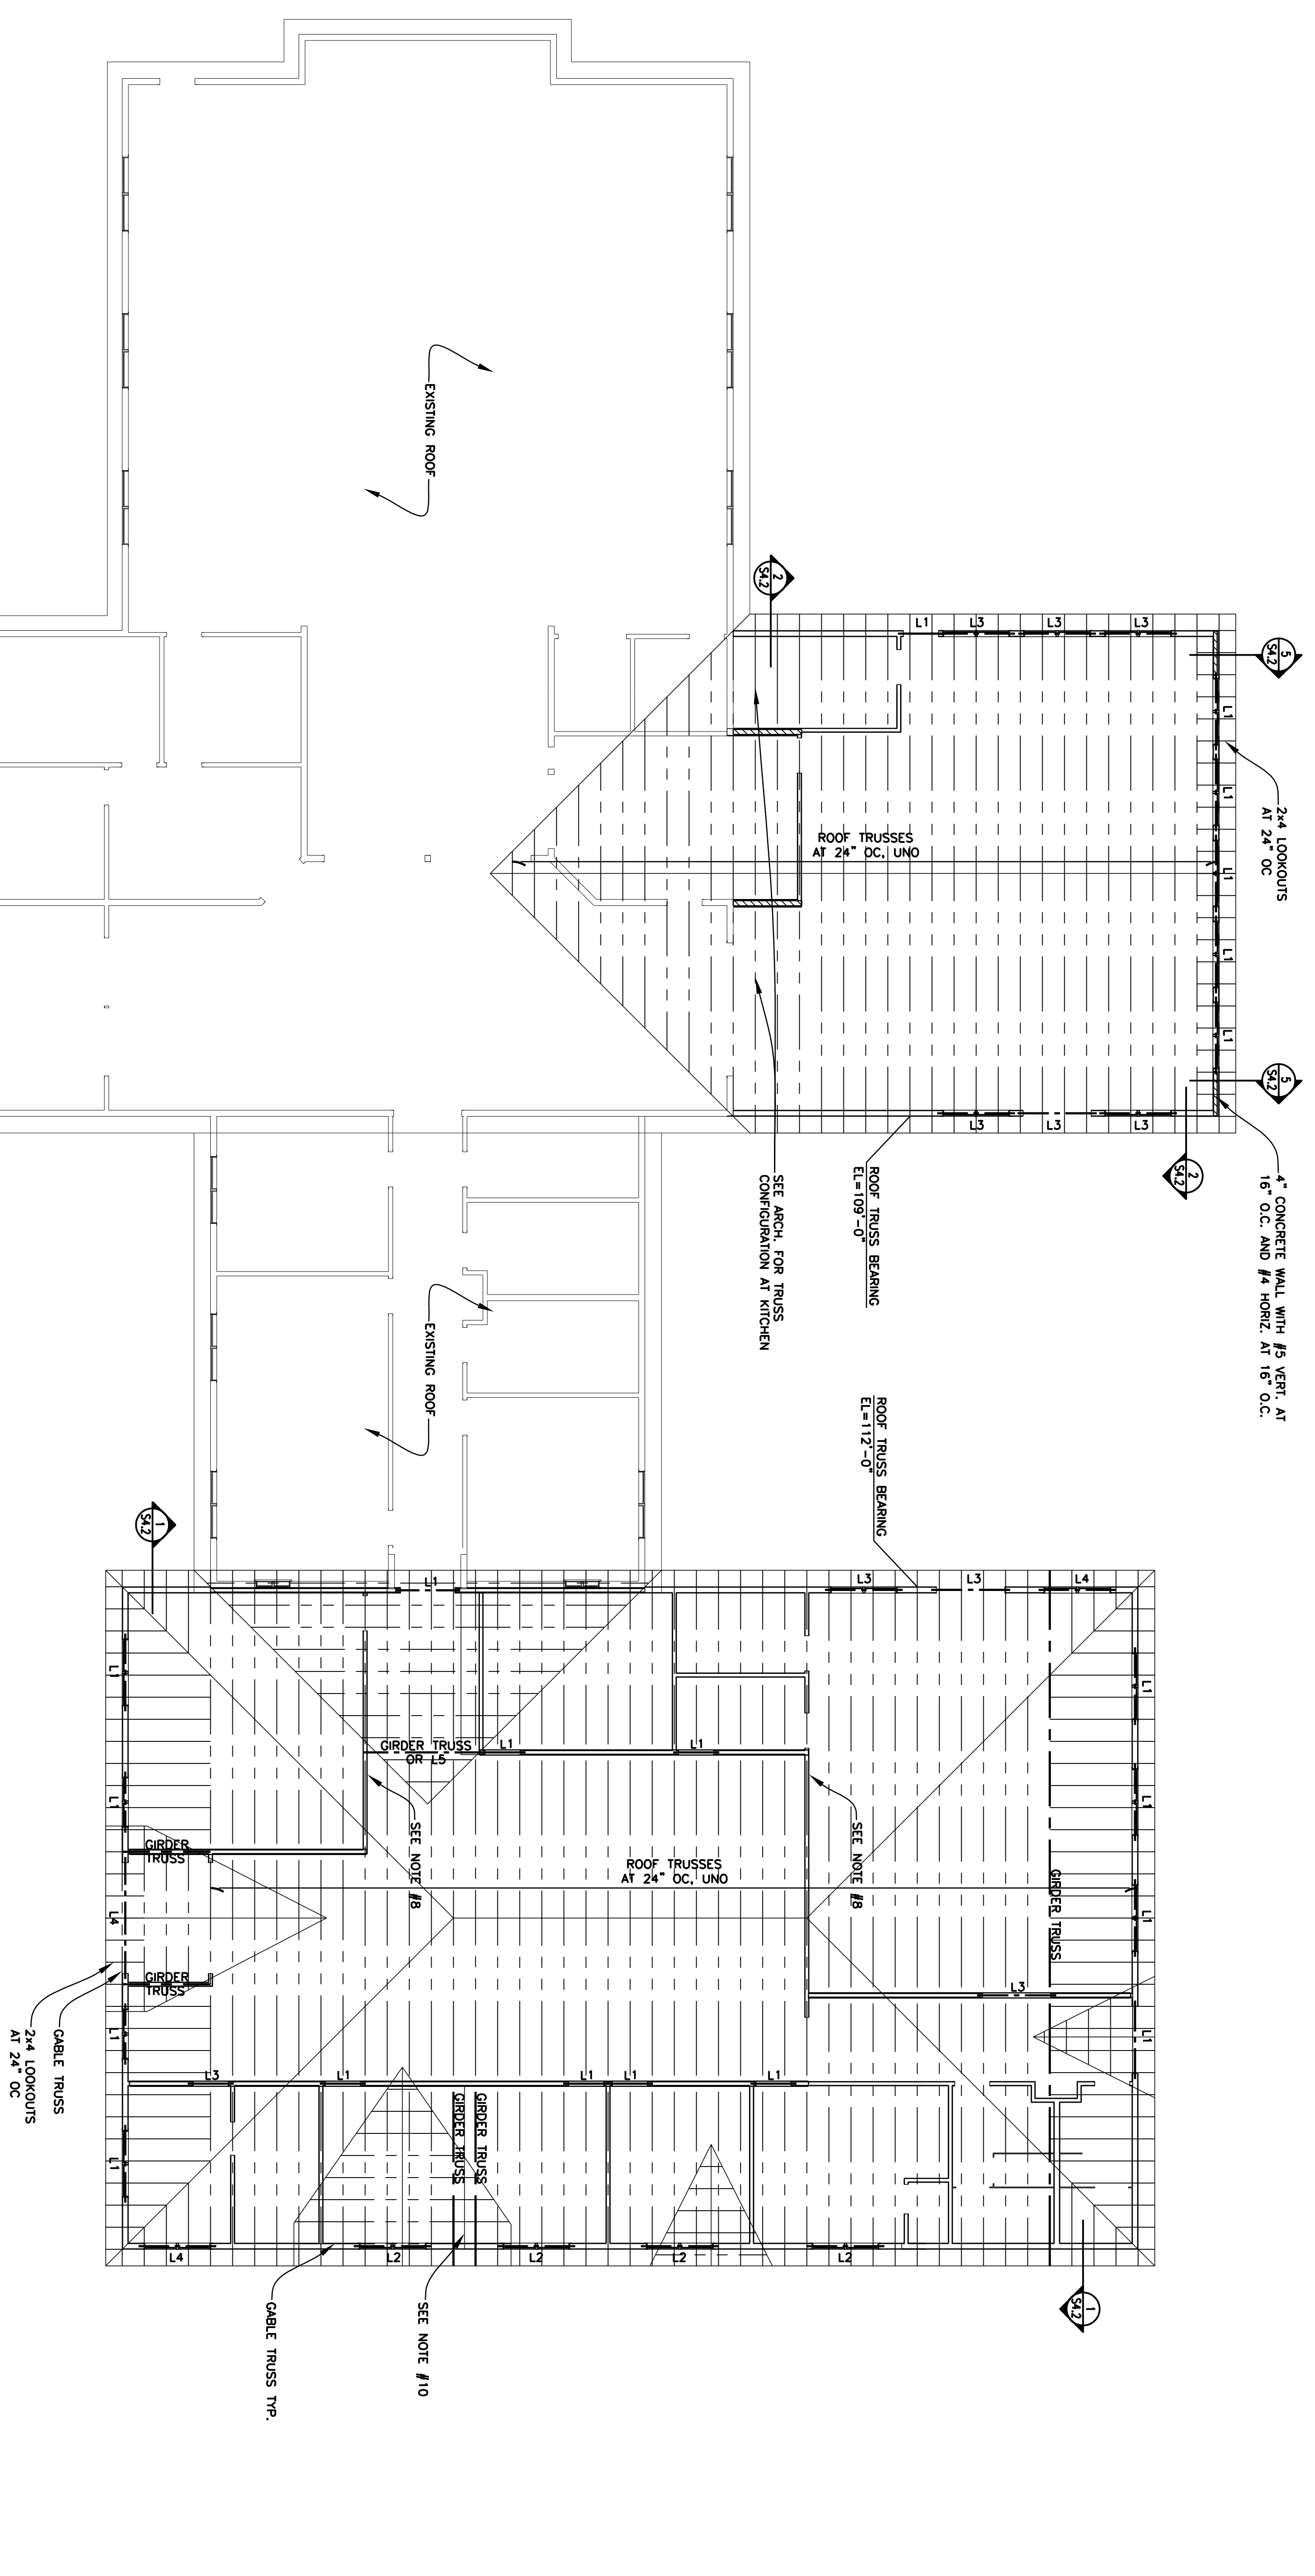 EXISTING ROOF
2
S4.2
L1
L3
L3
L3
5
S4.2
L1
L1
L1
L1
L1
2x4 LOOKOUTS
AT 24" OC
ROOF TRUSSES
AT 24" OC, UNO
5
S4.2
L3
L3
L3
2
S4.2
4" CONCRETE WALL WITH #5 VERT. AT
16" O.C. AND #4 HORIZ. AT 16" O.C.
ROOF TRUSS BEARING
EL=109'-0"
SEE ARCH. FOR TRUSS
CONFIGURATION AT KITCHEN
EXISTING ROOF
ROOF TRUSS BEARING
EL=112'-0"
1
S4.2
L1
L3
L3
L4
L1
L1
L1
L1
L1
L1
GIRDER TRUSS
OR L5
L1
L1
SEE NOTE #8
SEE NOTE #8
GIRDER
TRUSS
L4
GIRDER
TRUSS
ROOF TRUSSES
AT 24" OC, UNO
GIRDER TRUSS
L3
L1
L1
GABLE TRUSS
2x4 LOOKOUTS
AT 24" OC
L3
L1
L1
L1
L1
GIRDER TRUSS
GIRDER TRUSS
L4
L2
L2
L2
L2
1
S4.2
SEE NOTE #10
GABLE TRUSS TYP.